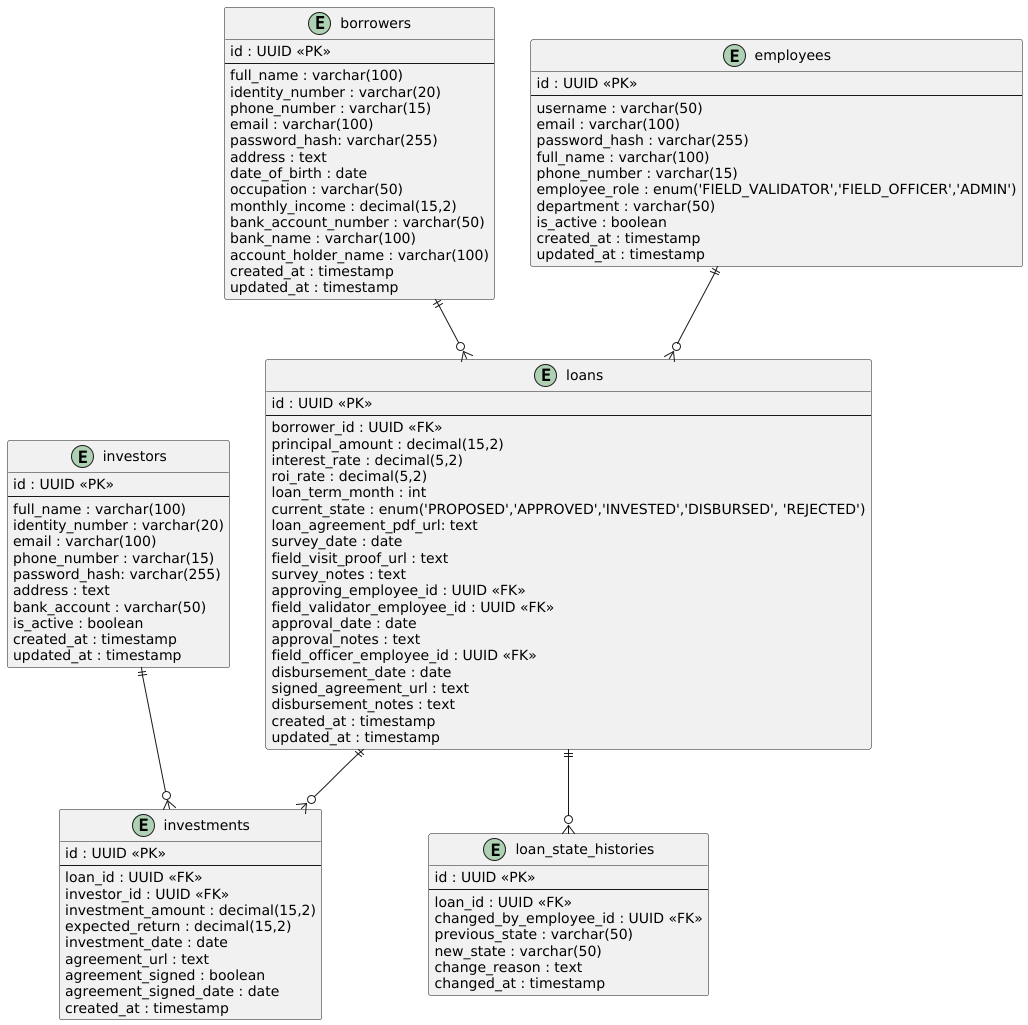 E borrowers
id : UUID «PK»
full_name : varchar(100)
identity_number : varchar(20)
phone_number : varchar(15)
email : varchar(100)
password_hash: varchar(255)
address : text
date_of_birth : date
occupation : varchar(50)
monthly_income : decimal(15,2)
bank_account_number : varchar(50)
bank_name : varchar(100)
account_holder_name : varchar(100)
created_at : timestamp
updated_at : timestamp
E employees
id : UUID «PK»
username : varchar(50)
email : varchar(100)
password_hash : varchar(255)
full_name : varchar(100)
phone_number : varchar(15)
employee_role : enum('FIELD_VALIDATOR','FIELD_OFFICER','ADMIN')
department : varchar(50)
is_active : boolean
created_at : timestamp
updated_at : timestamp
E loans
id : UUID «PK»
borrower_id : UUID «FK»
principal_amount : decimal(15,2)
interest_rate : decimal(5,2)
roi_rate : decimal(5,2)
loan_term_month : int
current_state : enum('PROPOSED','APPROVED','INVESTED','DISBURSED', 'REJECTED')
loan_agreement_pdf_url: text
survey_date : date
field_visit_proof_url : text
survey_notes : text
approving_employee_id : UUID «FK»
field_validator_employee_id : UUID «FK»
approval_date : date
approval_notes : text
field_officer_employee_id : UUID «FK»
disbursement_date : date
signed_agreement_url : text
disbursement_notes : text
created_at : timestamp
updated_at : timestamp
E investors
id : UUID «PK»
full_name : varchar(100)
identity_number : varchar(20)
email : varchar(100)
phone_number : varchar(15)
password_hash: varchar(255)
address : text
bank_account : varchar(50)
is_active : boolean
created_at : timestamp
updated_at : timestamp
E investments
id : UUID «PK»
loan_id : UUID «FK»
investor_id : UUID «FK»
investment_amount : decimal(15,2)
expected_return : decimal(15,2)
investment_date : date
agreement_url : text
agreement_signed : boolean
agreement_signed_date : date
created_at : timestamp
E loan_state_histories
id : UUID «PK»
loan_id : UUID «FK»
changed_by_employee_id : UUID «FK»
previous_state : varchar(50)
new_state : varchar(50)
change_reason : text
changed_at : timestamp